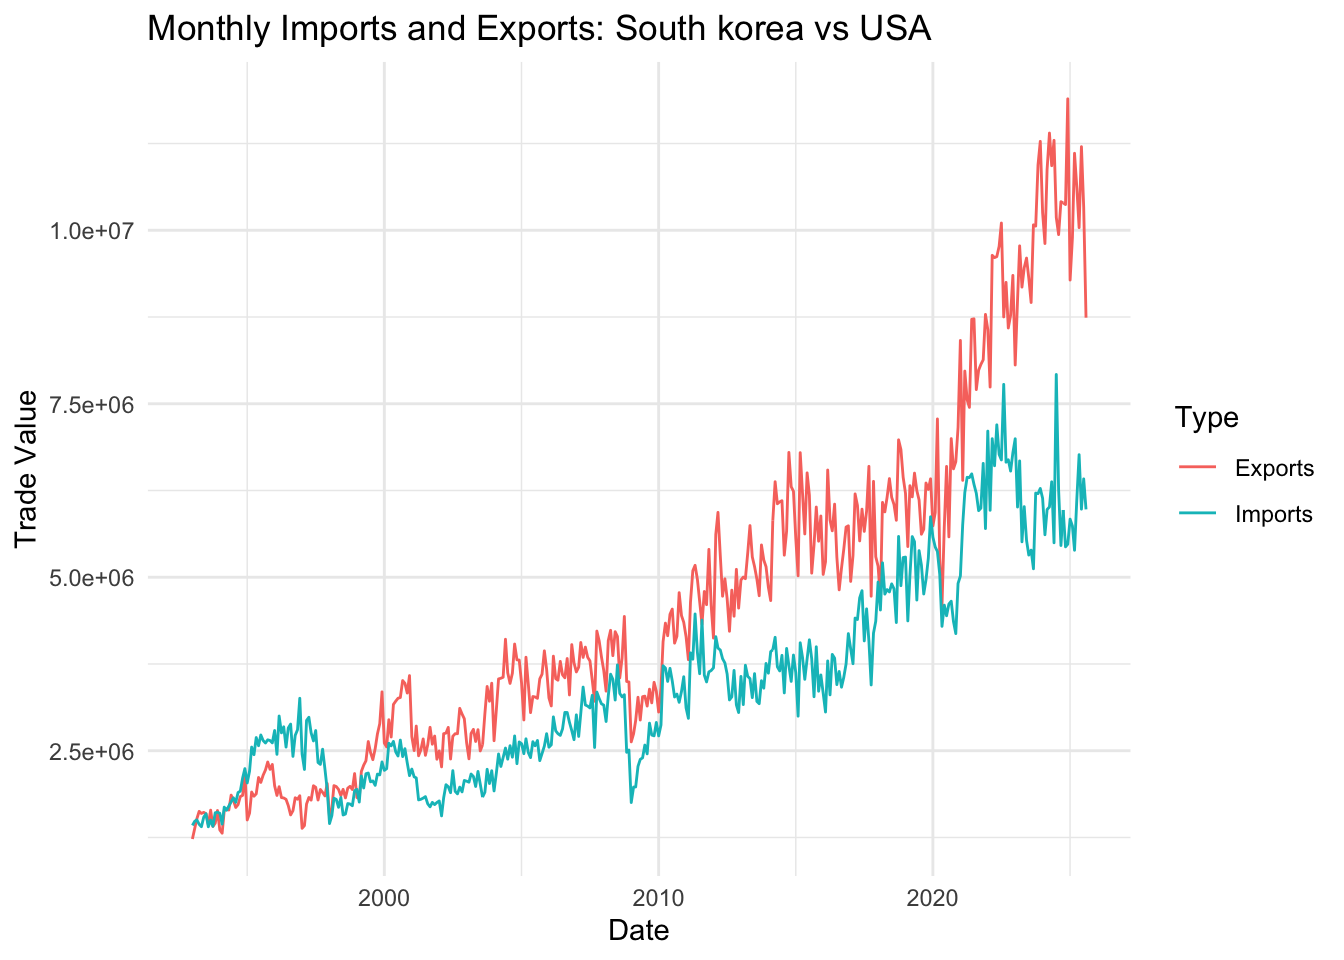 Monthly Imports and Exports: South korea vs USA
Trade Value
1.0e+07
7.5e+06
5.0e+06
2.5e+06
2000
2010
2020
Date
Type
Exports
Imports